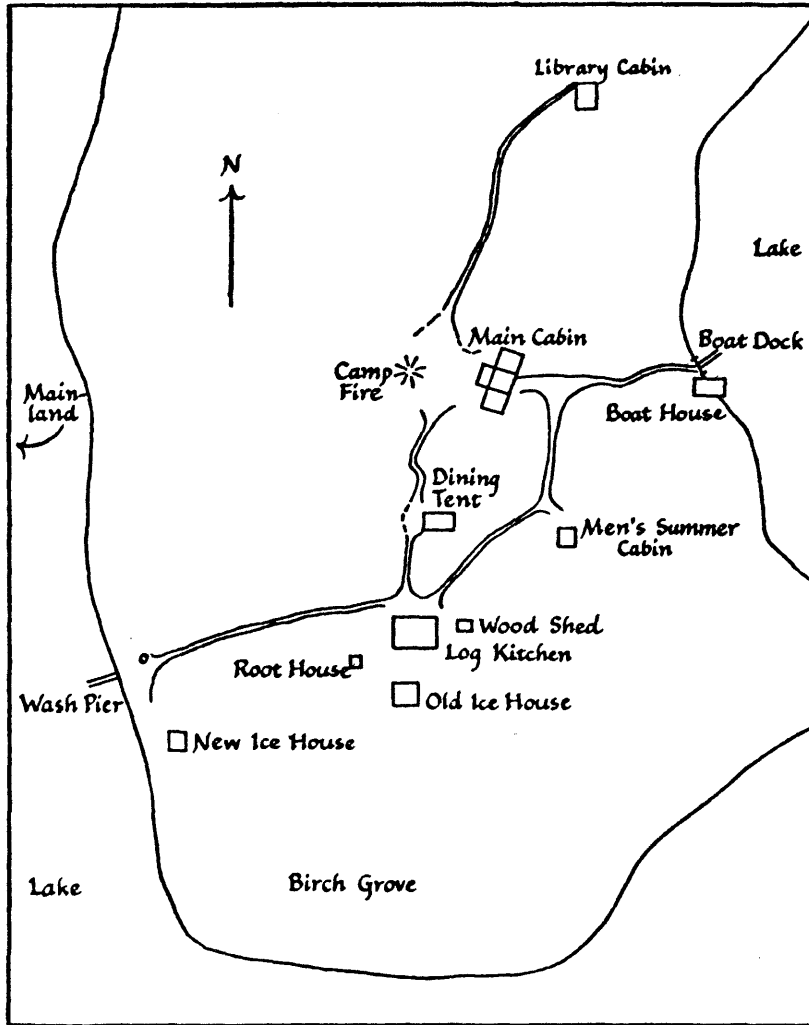 Library Cabin
N
Lake
Main Cabin
Boat Dock
Camp
Fire
Main-
land
Boat House
Dining
Tent
Men's Summer
Cabin
Wood Shed
Log Kitchen
Root House
Old Ice House
Wash Pier
New Ice House
Lake
Birch Grove